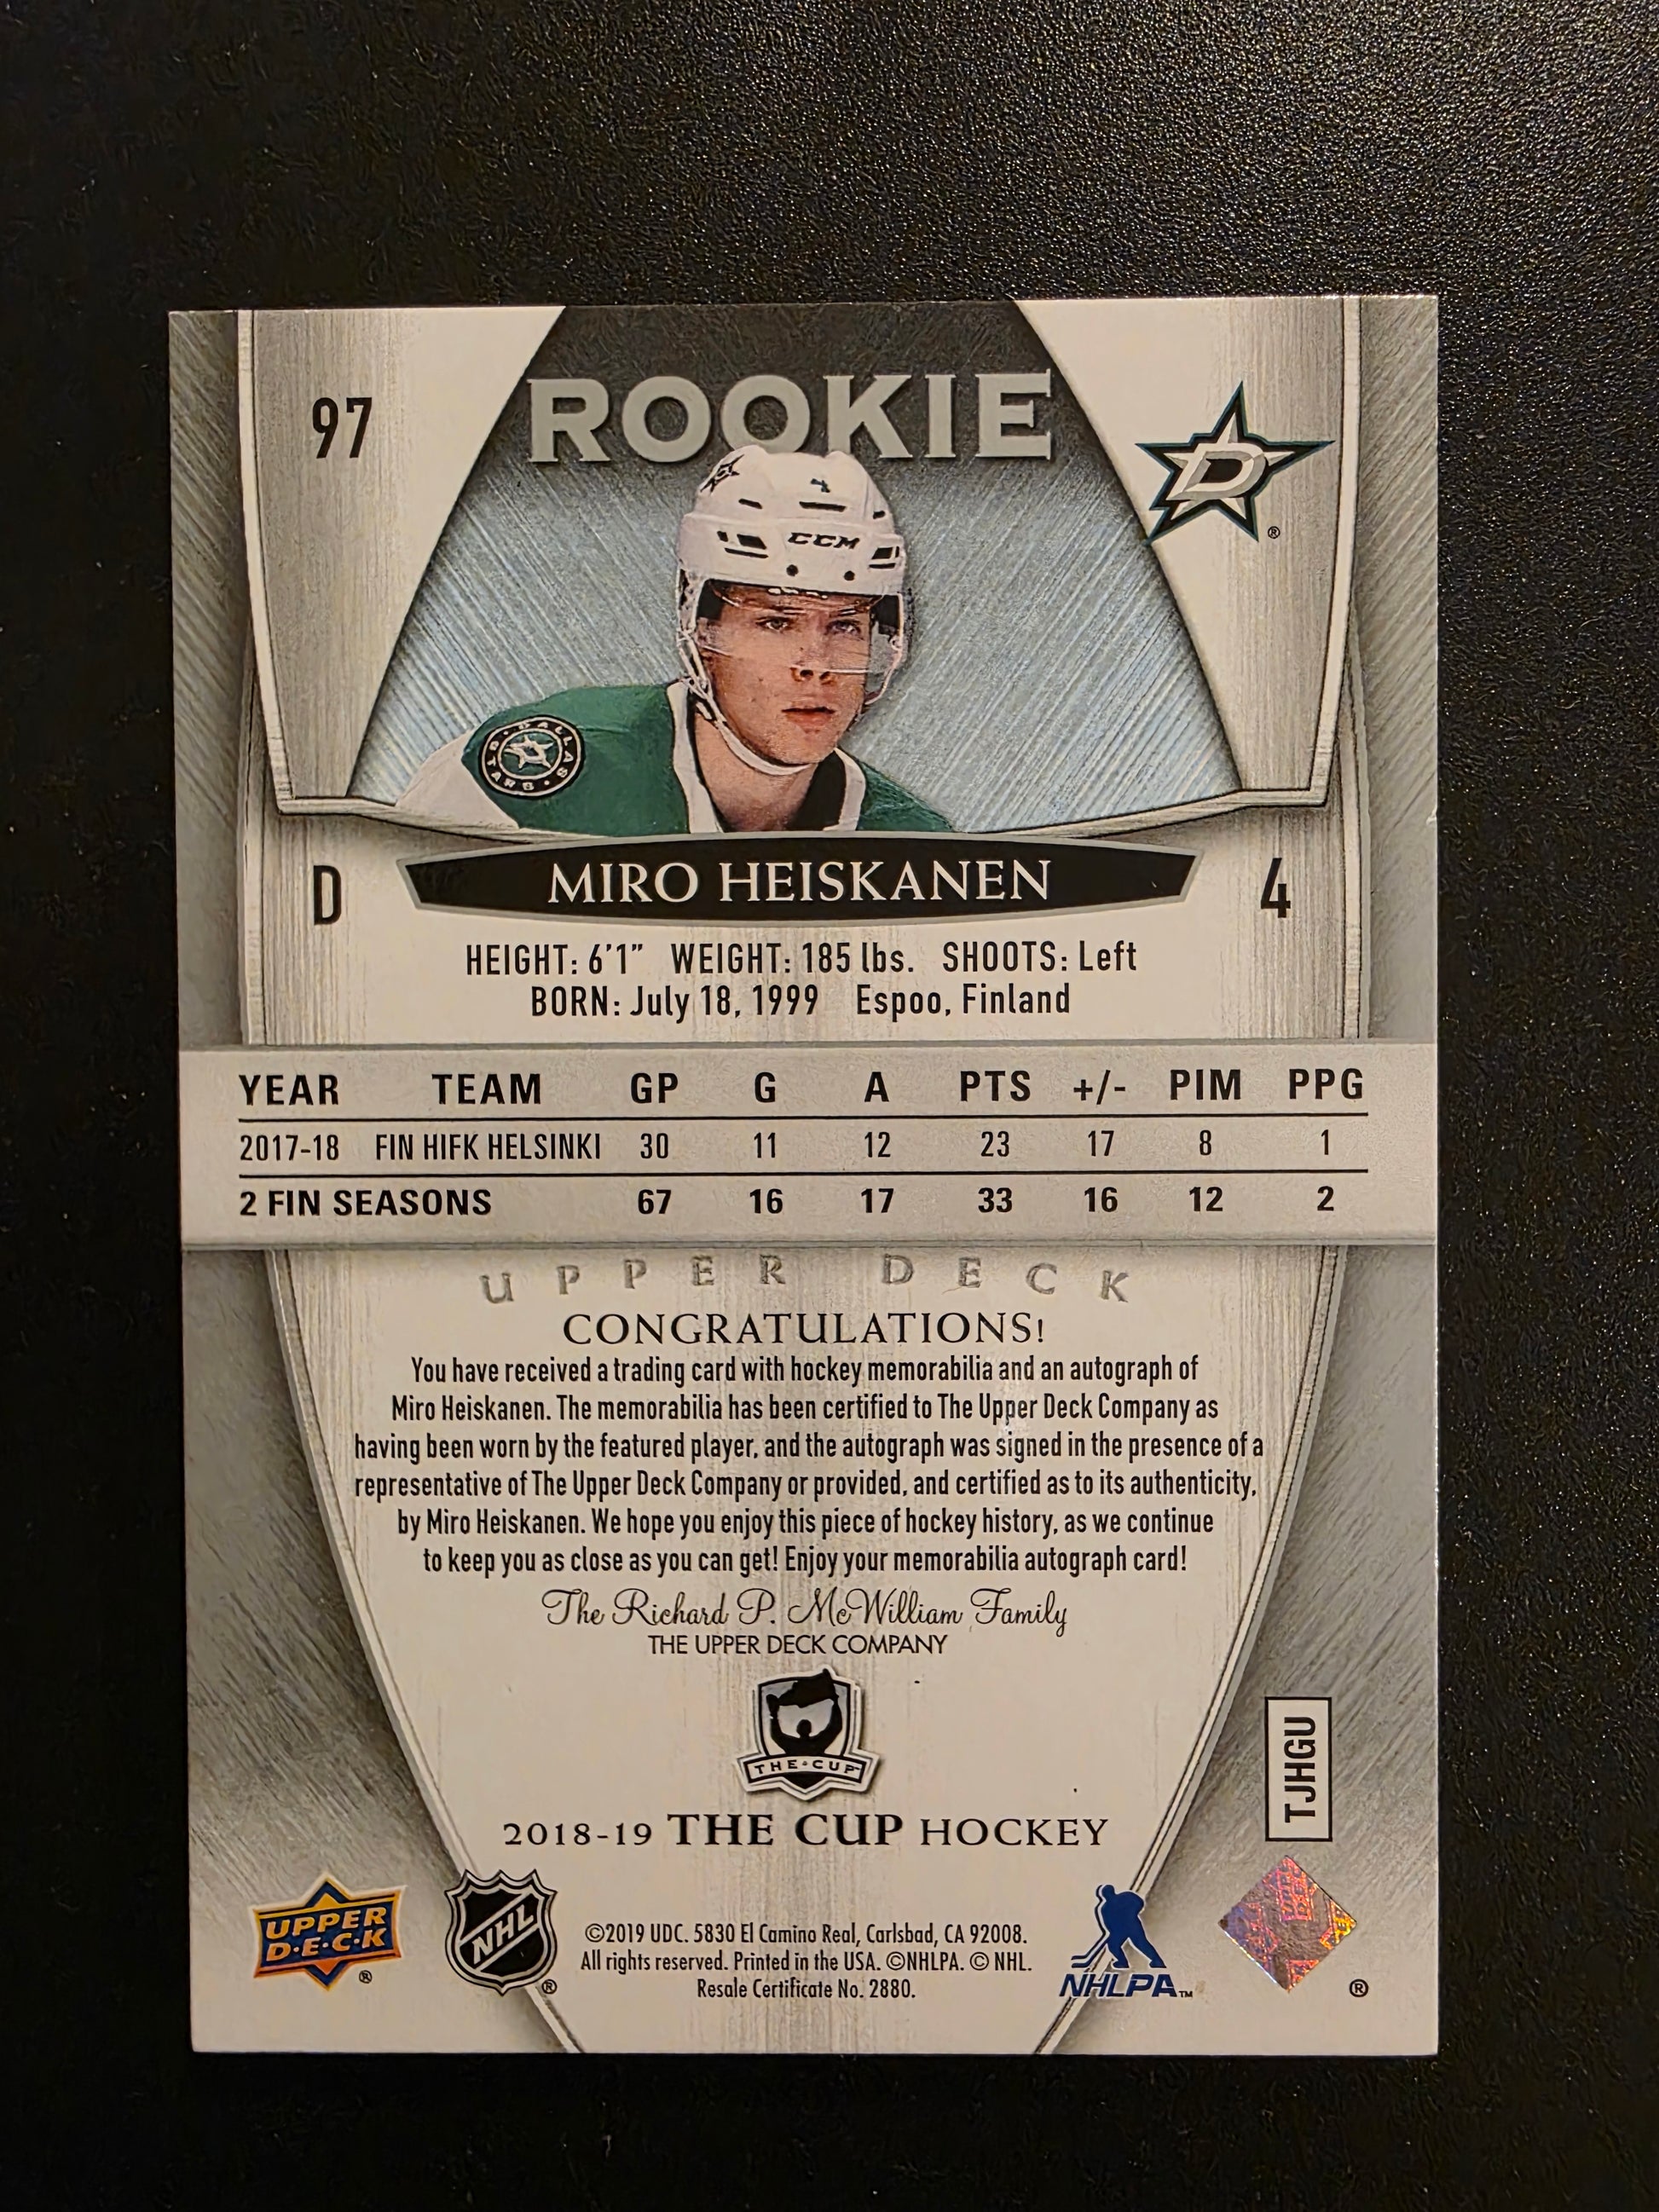 97
ROOKIE
D
®
CCM
4
DALLAS STARS
D
MIRO HEISKANEN
4
HEIGHT: 6'1" WEIGHT: 185 lbs. SHOOTS: Left
BORN: July 18, 1999 Espoo, Finland
YEAR TEAM GP G A PTS +/- PIM PPG
2017-18 FIN HIFK HELSINKI 30 11 12 23 17 8 1
2 FIN SEASONS 67 16 17 33 16 12 2
UPPER DECK
CONGRATULATIONS!
You have received a trading card with hockey memorabilia and an autograph of
Miro Heiskanen. The memorabilia has been certified to The Upper Deck Company as
having been worn by the featured player, and the autograph was signed in the presence of a
representative of The Upper Deck Company or provided, and certified as to its authenticity,
by Miro Heiskanen. We hope you enjoy this piece of hockey history, as we continue
to keep you as close as you can get! Enjoy your memorabilia autograph card!
The Richard P. McWilliam Family
THE UPPER DECK COMPANY
THE·CUP
TJHGU
2018-19 THE CUP HOCKEY
UPPER
D·E·C·K
®
NHL
®
©2019 UDC. 5830 El Camino Real, Carlsbad, CA 92008.
All rights reserved. Printed in the USA. ©NHLPA. © NHL.
Resale Certificate No. 2880.
NHLPA™
®